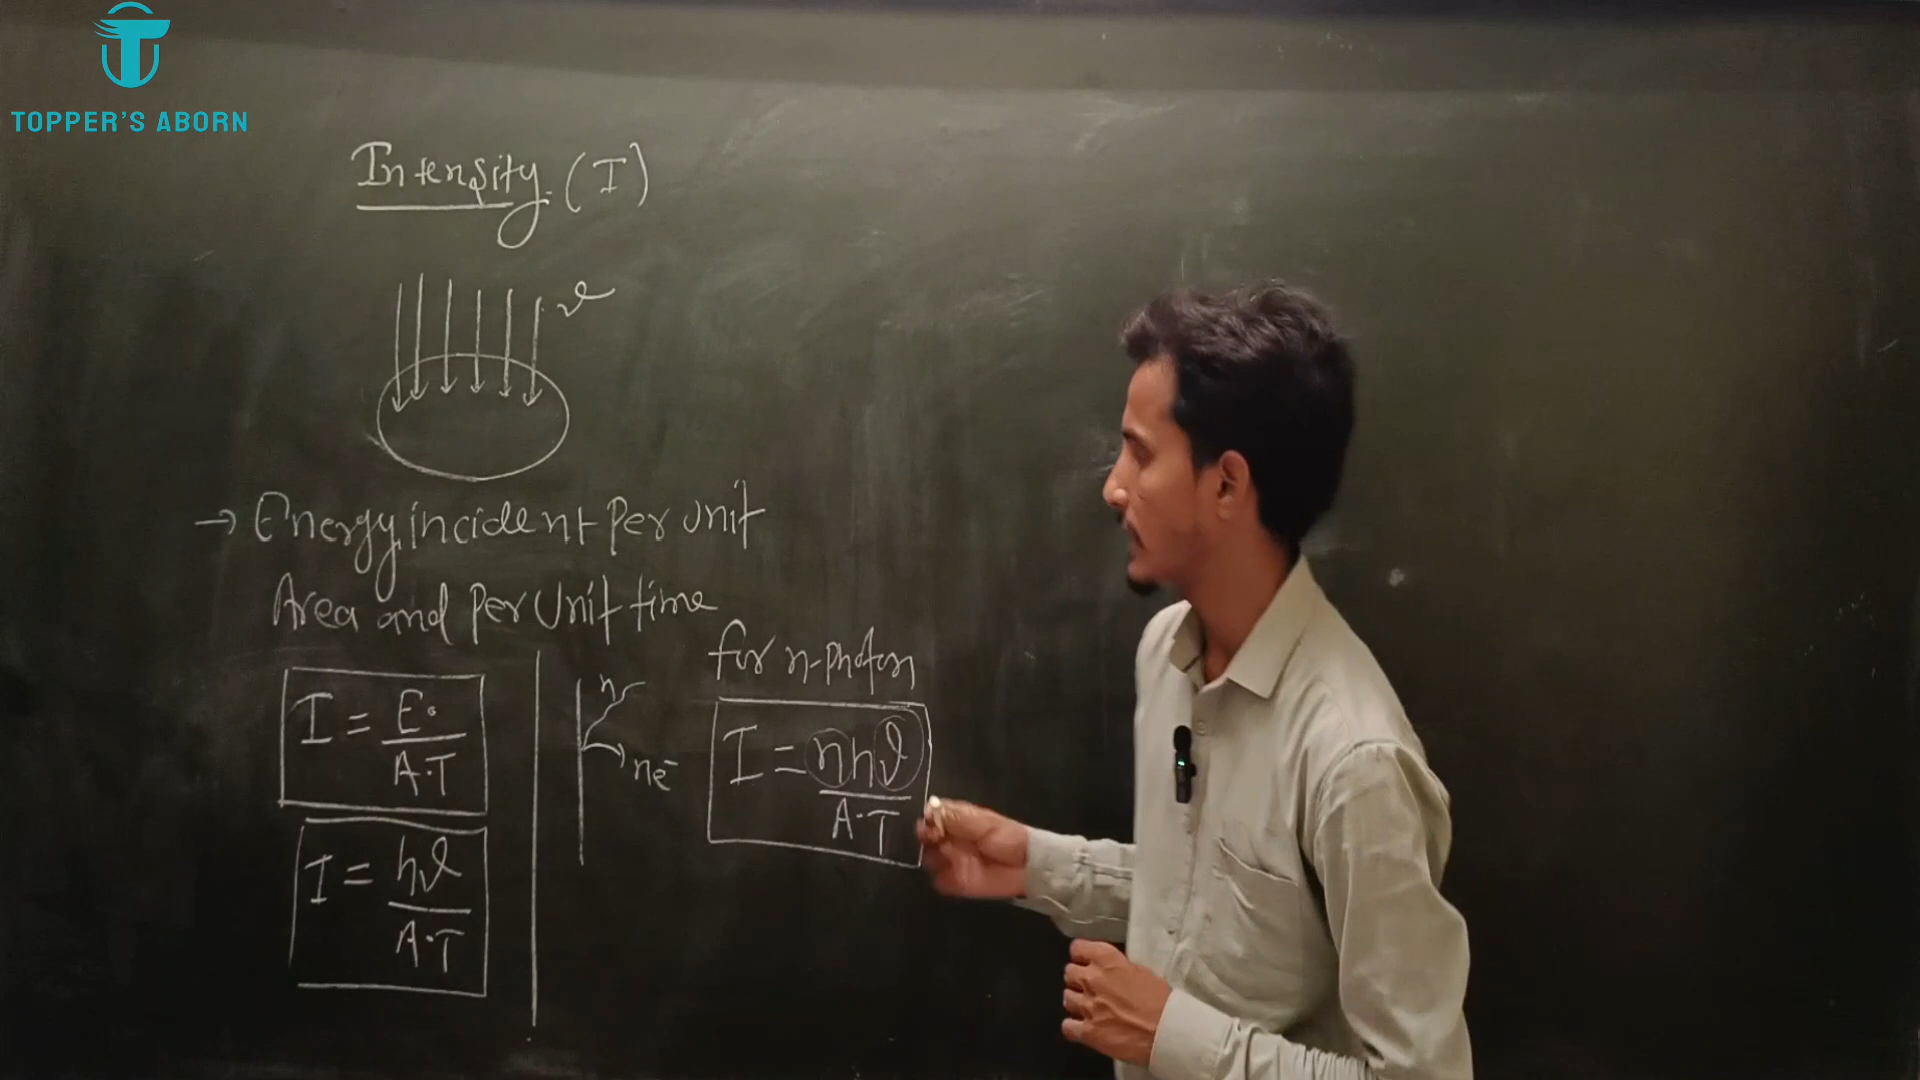 TOPPER'S ABORN
Intensity (I)
ν
→ Energy incident per unit
Area and per unit time
I = E / A·T
I = hν / A·T
n
ne⁻
for n-photon
I = nhν / A·T